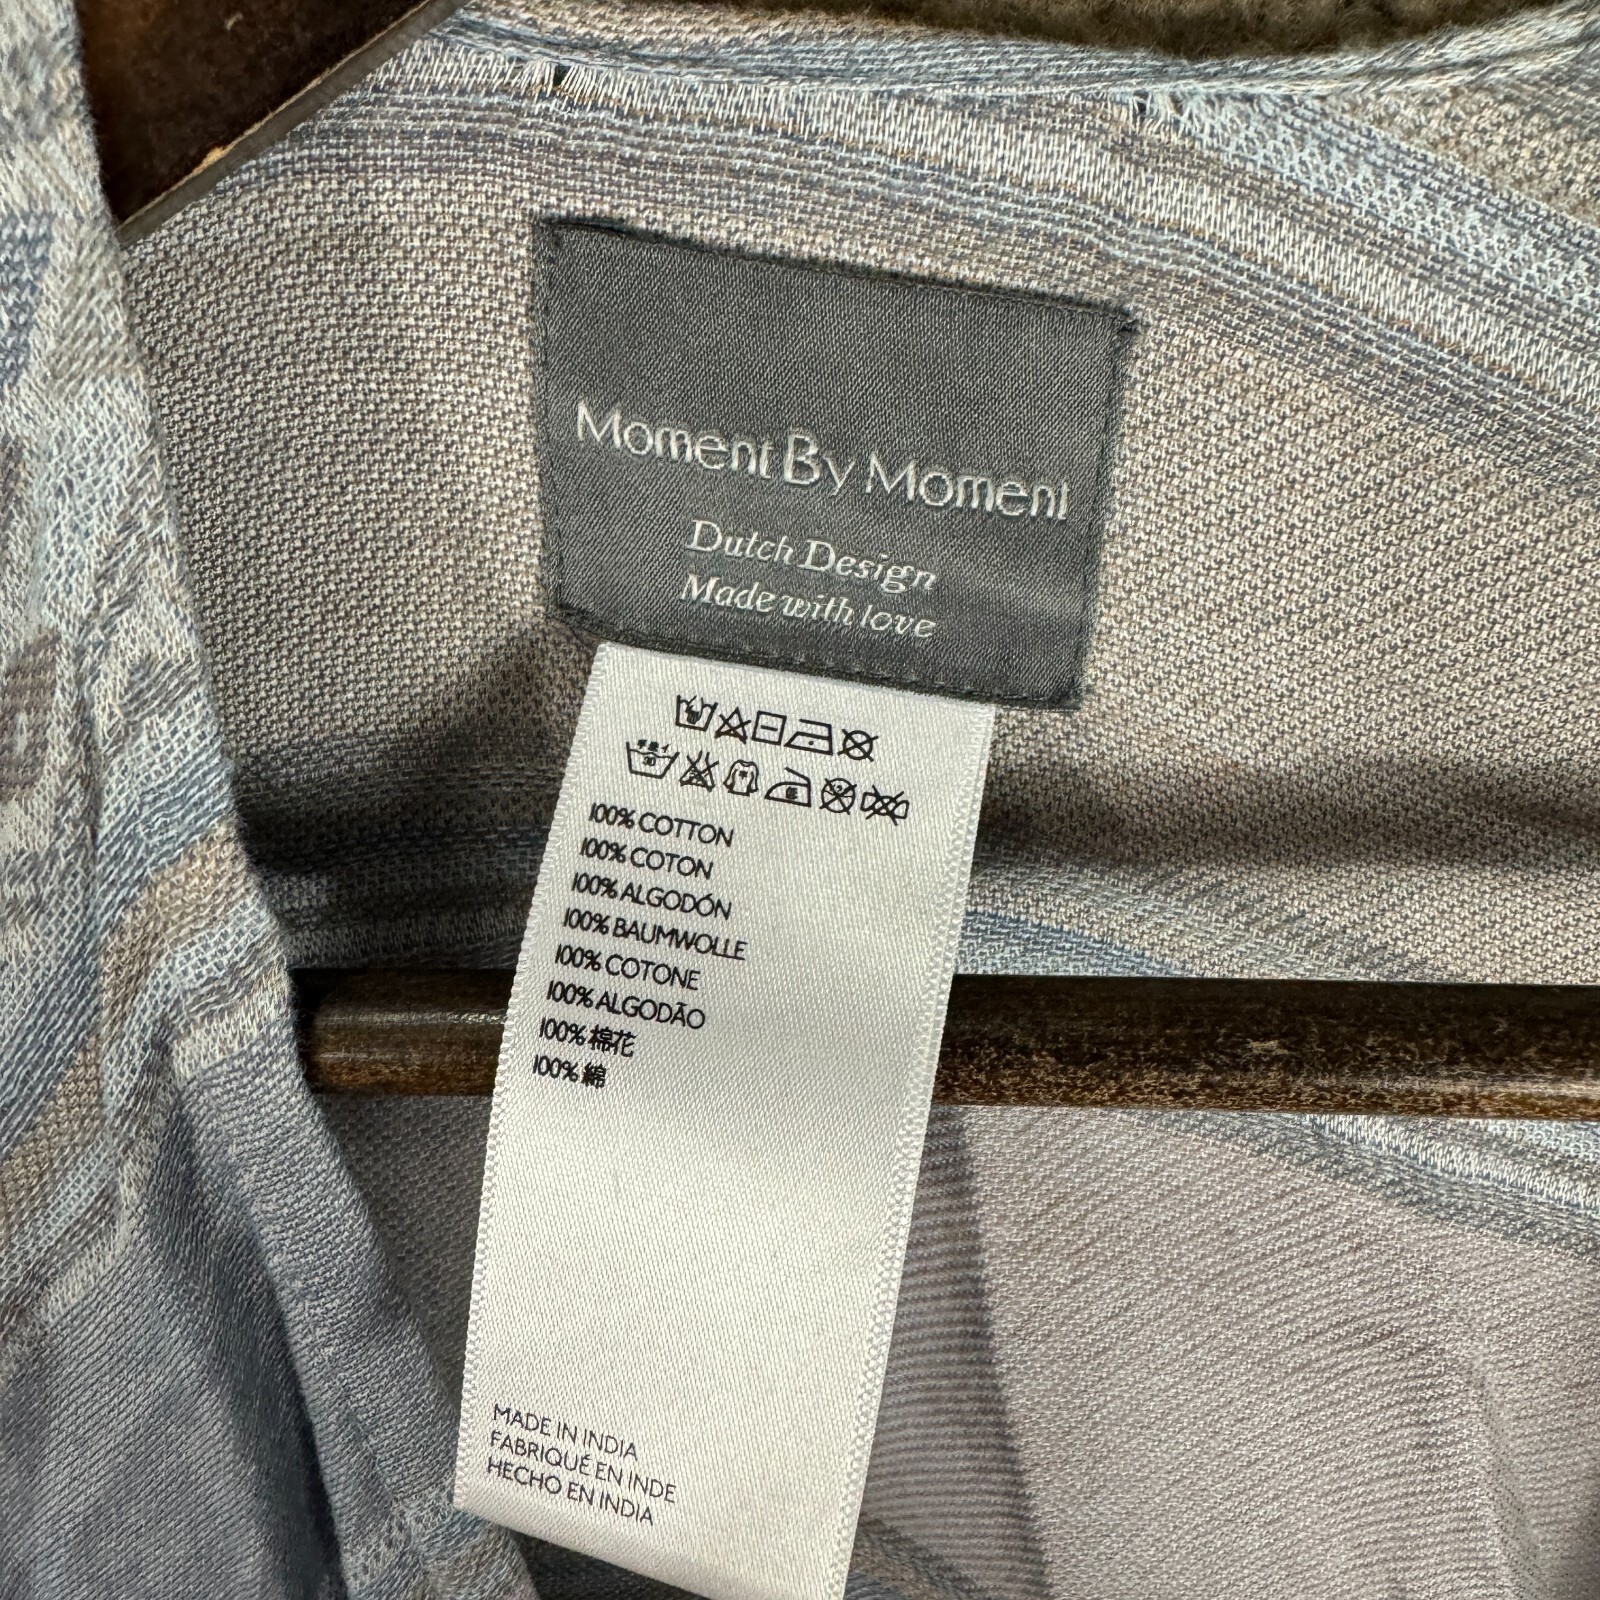 Moment By Moment
Dutch Design
Made with love
100% COTTON
100% COTON
100% ALGODÓN
100% BAUMWOLLE
100% COTONE
100% ALGODÃO
100% 棉花
100% 綿
MADE IN INDIA
FABRIQUÉ EN INDE
HECHO EN INDIA